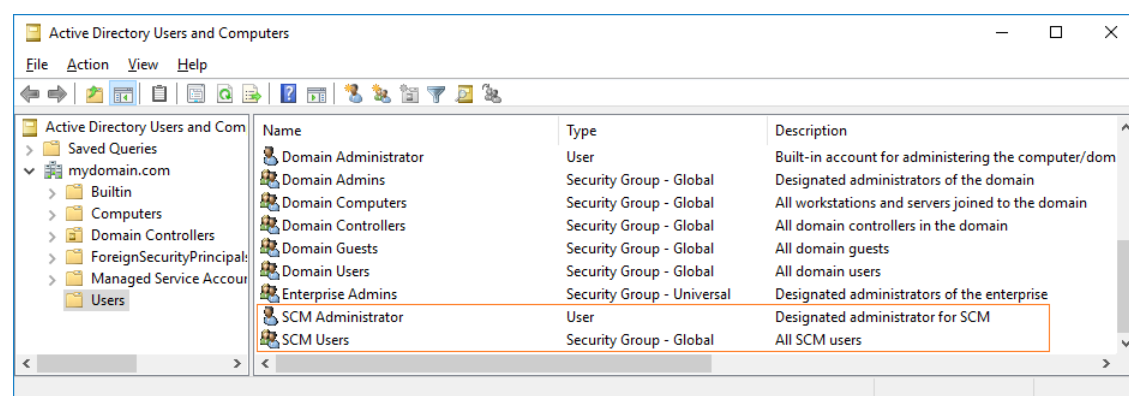 Active Directory Users and Computers
File Action View Help
Active Directory Users and Com
Saved Queries
mydomain.com
Builtin
Computers
Domain Controllers
ForeignSecurityPrincipals
Managed Service Accour
Users
Name Type Description
Domain Administrator User Built-in account for administering the computer/dom
Domain Admins Security Group - Global Designated administrators of the domain
Domain Computers Security Group - Global All workstations and servers joined to the domain
Domain Controllers Security Group - Global All domain controllers in the domain
Domain Guests Security Group - Global All domain guests
Domain Users Security Group - Global All domain users
Enterprise Admins Security Group - Universal Designated administrators of the enterprise
SCM Administrator User Designated administrator for SCM
SCM Users Security Group - Global All SCM users